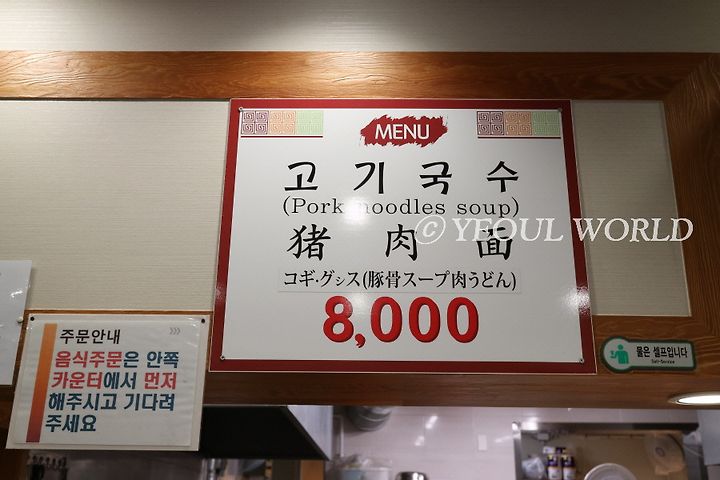 MENU
고기국수
(Pork noodles soup)
猪肉面
コギ·グㇱス(豚骨スープ肉うどん)
8,000
© YEOUL WORLD
주문안내
음식주문은 안쪽
카운터에서 먼저
해주시고 기다려
주세요
물은 셀프입니다
Self-Service